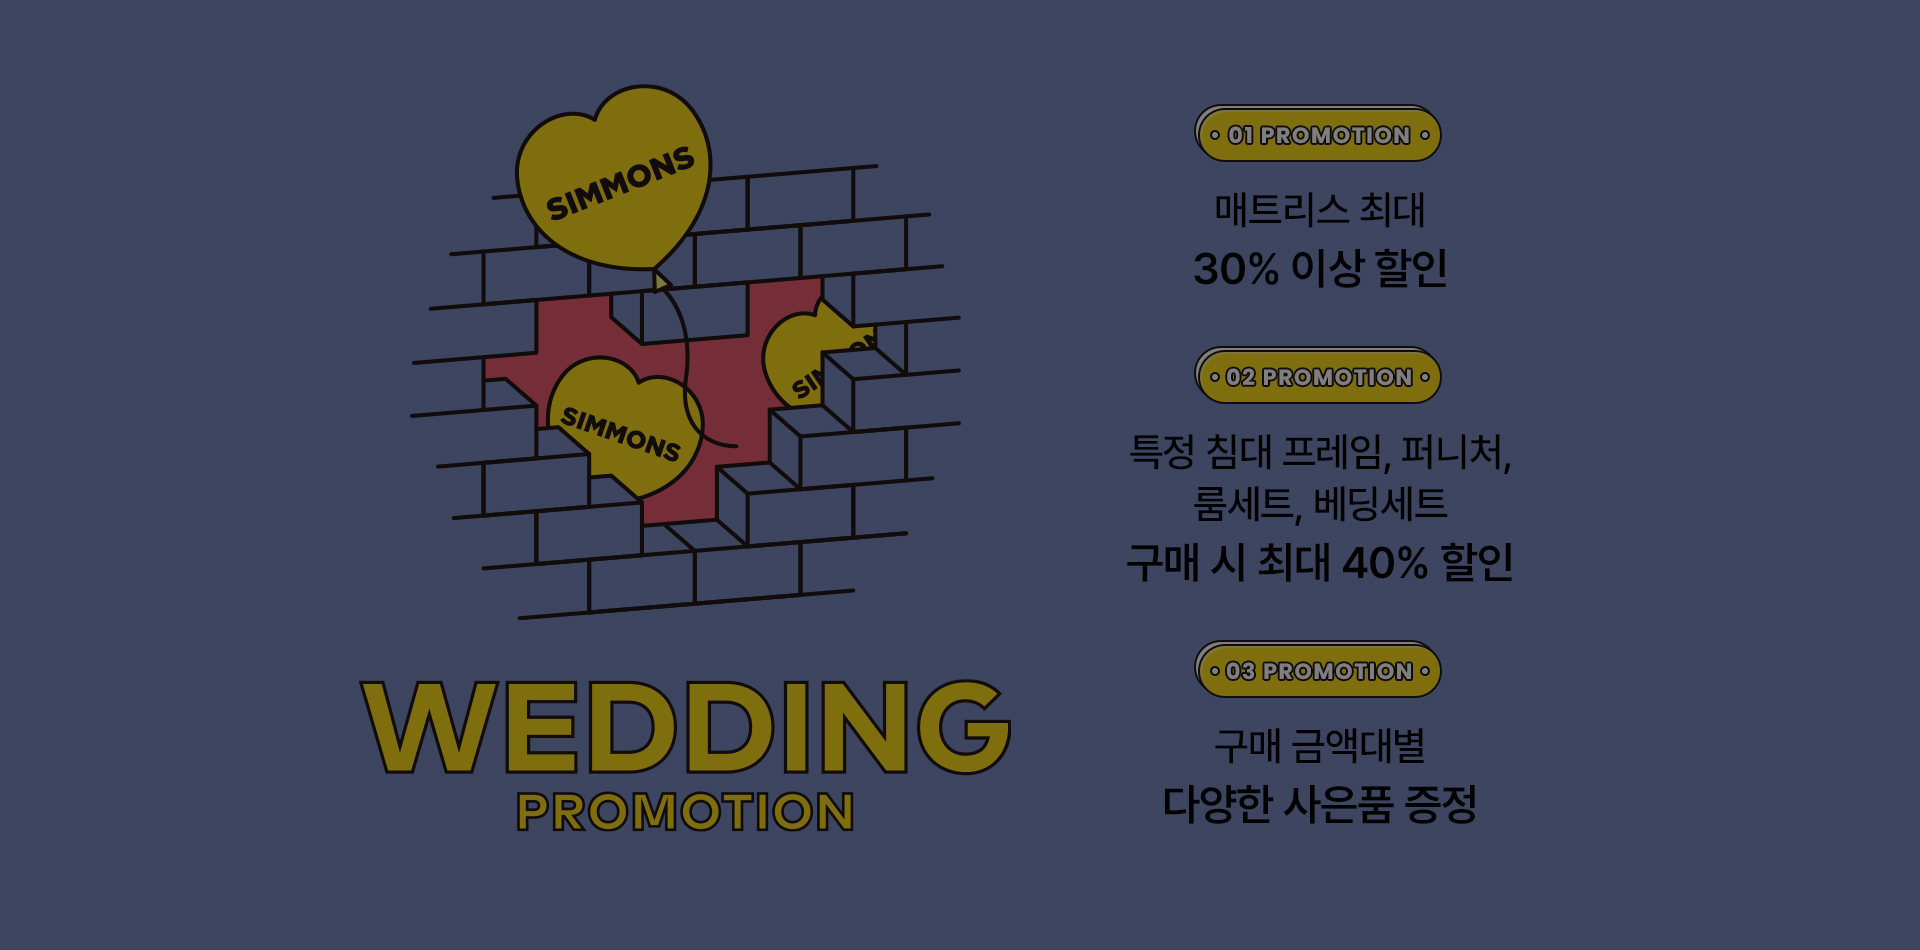 SIMMONS
SIMMONS
WEDDING
PROMOTION
01 PROMOTION
매트리스 최대
30% 이상 할인
02 PROMOTION
특정 침대 프레임, 퍼니처,
룸세트, 베딩세트
구매 시 최대 40% 할인
03 PROMOTION
구매 금액대별
다양한 사은품 증정